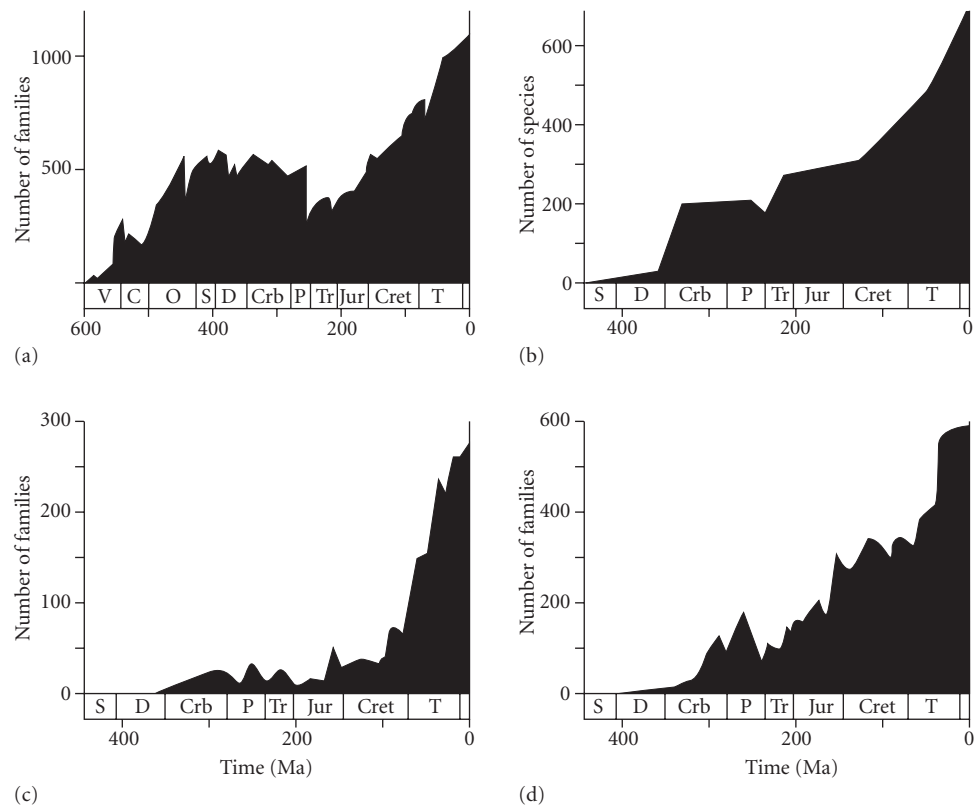 1000
500
Number of families
V C O S D Crb P Tr Jur Cret T
600 400 200 0
(a)
600
400
200
0
Number of species
S D Crb P Tr Jur Cret T
400 200 0
(b)
300
200
100
0
Number of families
S D Crb P Tr Jur Cret T
400 200 0
Time (Ma)
(c)
600
400
200
0
Number of families
S D Crb P Tr Jur Cret T
400 200 0
Time (Ma)
(d)